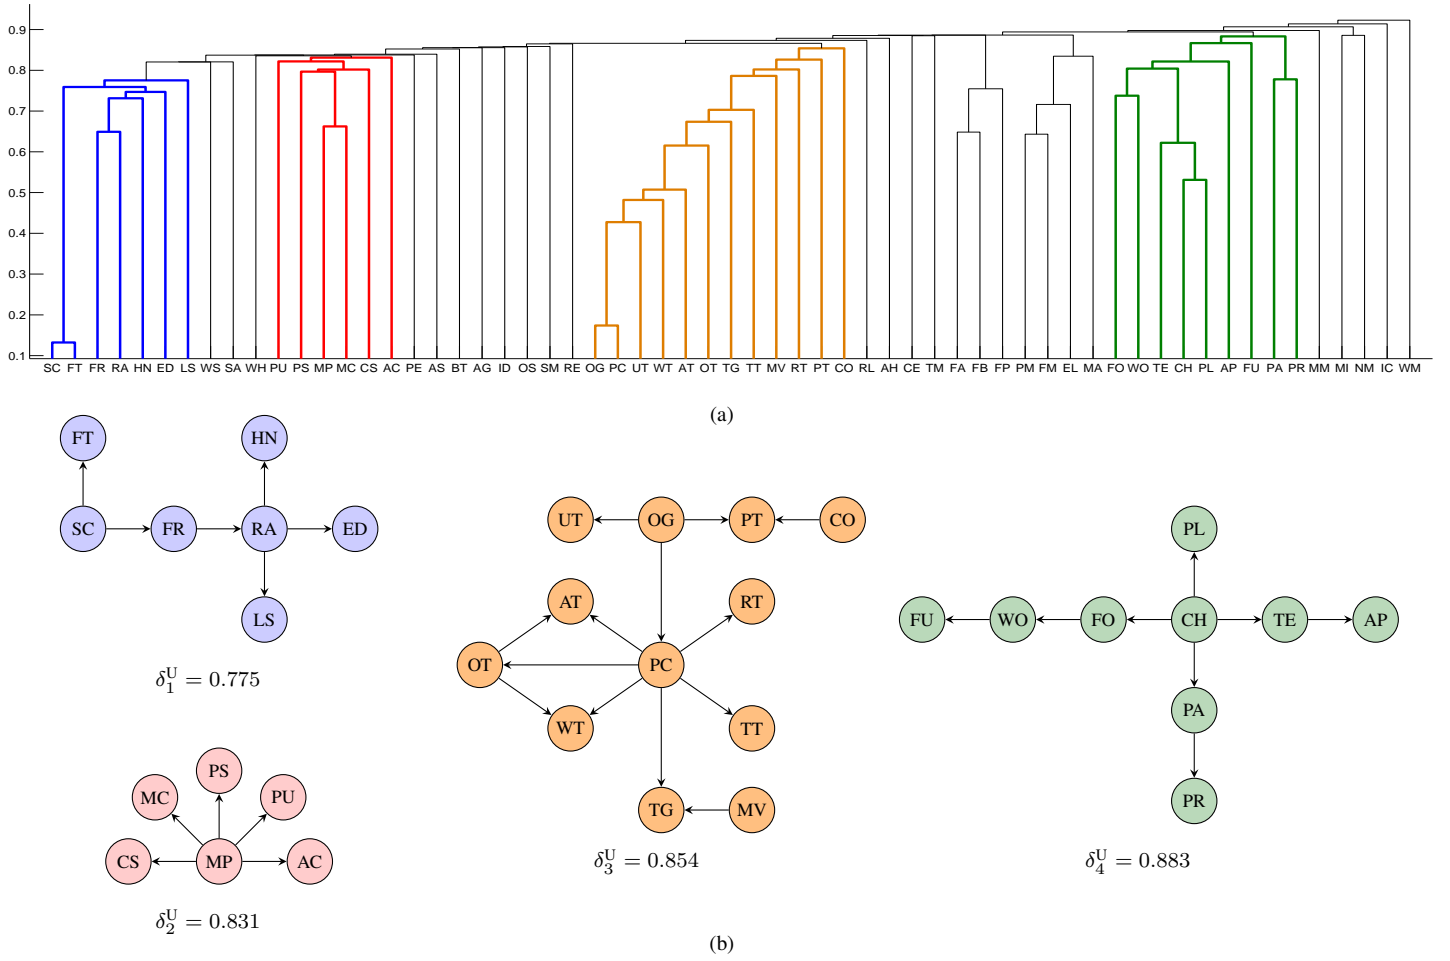 0.9
0.8
0.7
0.6
0.5
0.4
0.3
0.2
0.1
SC FT FR RA HN ED LS WS SA WH PU PS MP MC CS AC PE AS BT AG ID OS SM RE OG PC UT WT AT OT TG TT MV RT PT CO RL AH CE TM FA FB FP PM FM EL MA FO WO TE CH PL AP FU PA PR MM MI NM IC WM
(a)
FT HN
SC FR RA ED
LS
δ₁ᵁ = 0.775
PS
MC PU
CS MP AC
δ₂ᵁ = 0.831
UT OG PT CO
AT RT
OT PC
WT TT
TG MV
δ₃ᵁ = 0.854
PL
FU WO FO CH TE AP
PA
PR
δ₄ᵁ = 0.883
(b)